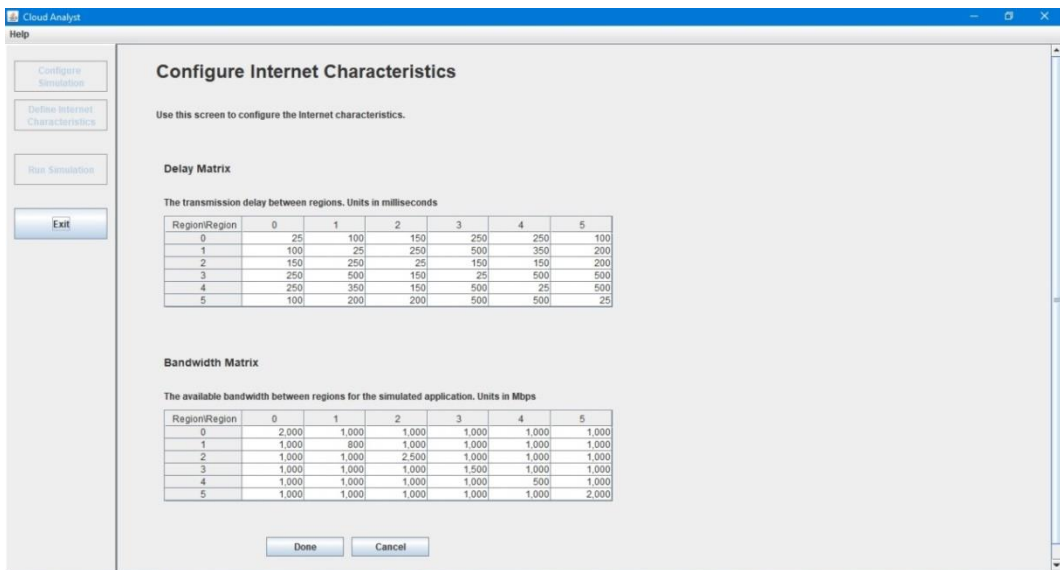 Cloud Analyst
Help
Configure
Simulation
Define Internet
Characteristics
Run Simulation
Exit
Configure Internet Characteristics
Use this screen to configure the Internet characteristics.
Delay Matrix
The transmission delay between regions. Units in milliseconds
Region\Region 0 1 2 3 4 5
0 25 100 150 250 250 100
1 100 25 250 500 350 200
2 150 250 25 150 150 200
3 250 500 150 25 500 500
4 250 350 150 500 25 500
5 100 200 200 500 500 25
Bandwidth Matrix
The available bandwidth between regions for the simulated application. Units in Mbps
Region\Region 0 1 2 3 4 5
0 2,000 1,000 1,000 1,000 1,000 1,000
1 1,000 800 1,000 1,000 1,000 1,000
2 1,000 1,000 2,500 1,000 1,000 1,000
3 1,000 1,000 1,000 1,500 1,000 1,000
4 1,000 1,000 1,000 1,000 500 1,000
5 1,000 1,000 1,000 1,000 1,000 2,000
Done Cancel